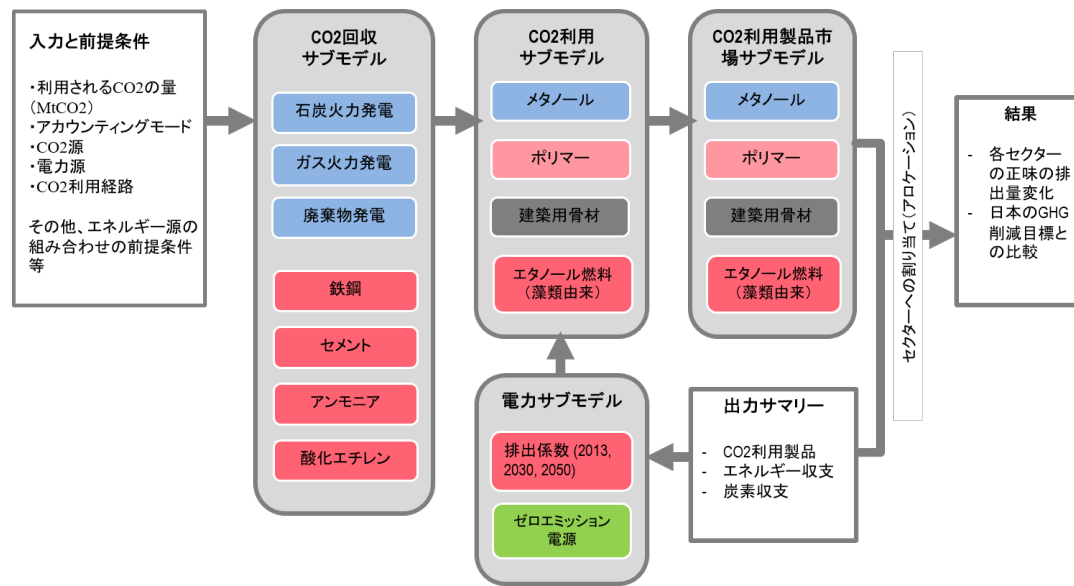 入力と前提条件
・利用されるCO2の量
(MtCO2)
・アカウンティングモード
・CO2源
・電力源
・CO2利用経路
その他、エネルギー源の
組み合わせの前提条件
等
CO2回収
サブモデル
石炭火力発電
ガス火力発電
廃棄物発電
鉄鋼
セメント
アンモニア
酸化エチレン
CO2利用
サブモデル
メタノール
ポリマー
建築用骨材
エタノール燃料
(藻類由来)
CO2利用製品市
場サブモデル
メタノール
ポリマー
建築用骨材
エタノール燃料
(藻類由来)
電力サブモデル
排出係数 (2013,
2030, 2050)
ゼロエミッション
電源
出力サマリー
- CO2利用製品
- エネルギー収支
- 炭素収支
セクターへの割り当て(アロケーション)
結果
- 各セクター
の正味の排
出量変化
- 日本のGHG
削減目標と
の比較